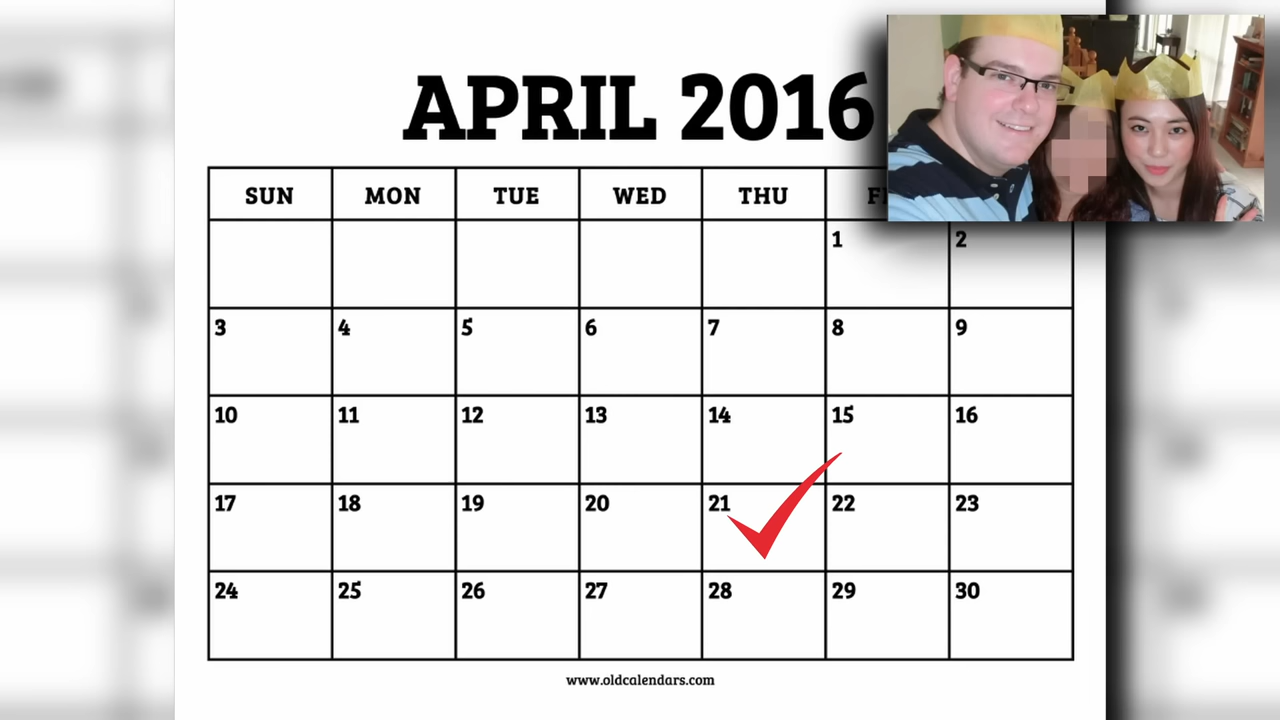 APRIL 2016
SUN MON TUE WED THU
1 2
3 4 5 6 7 8 9
10 11 12 13 14 15 16
17 18 19 20 21 22 23
24 25 26 27 28 29 30
www.oldcalendars.com